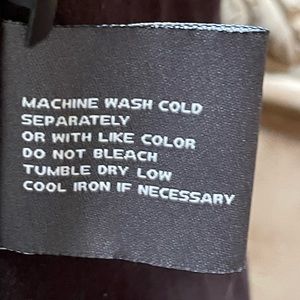 MACHINE WASH COLD
SEPARATELY
OR WITH LIKE COLOR
DO NOT BLEACH
TUMBLE DRY LOW
COOL IRON IF NECESSARY